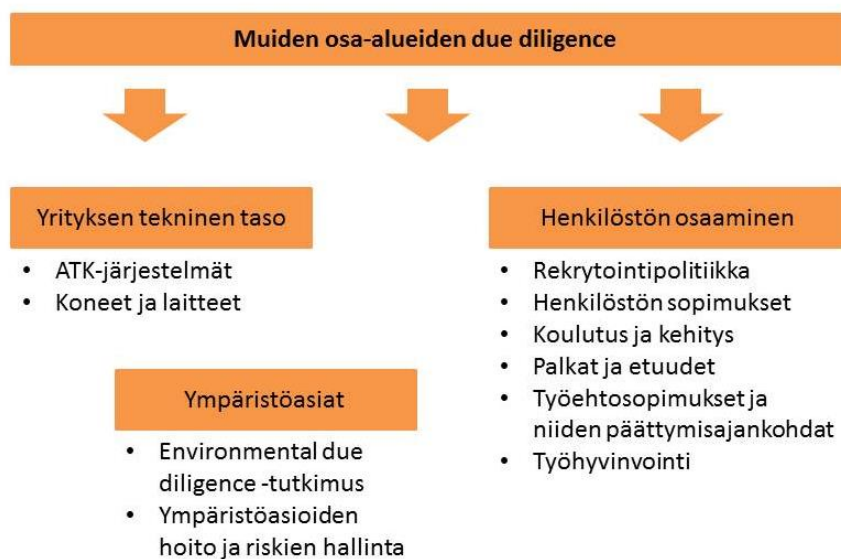 Muiden osa-alueiden due diligence
Yrityksen tekninen taso
• ATK-järjestelmät
• Koneet ja laitteet
Ympäristöasiat
• Environmental due
diligence -tutkimus
• Ympäristöasioiden
hoito ja riskien hallinta
Henkilöstön osaaminen
• Rekrytointipolitiikka
• Henkilöstön sopimukset
• Koulutus ja kehitys
• Palkat ja etuudet
• Työehtosopimukset ja
niiden päättymisajankohdat
• Työhyvinvointi